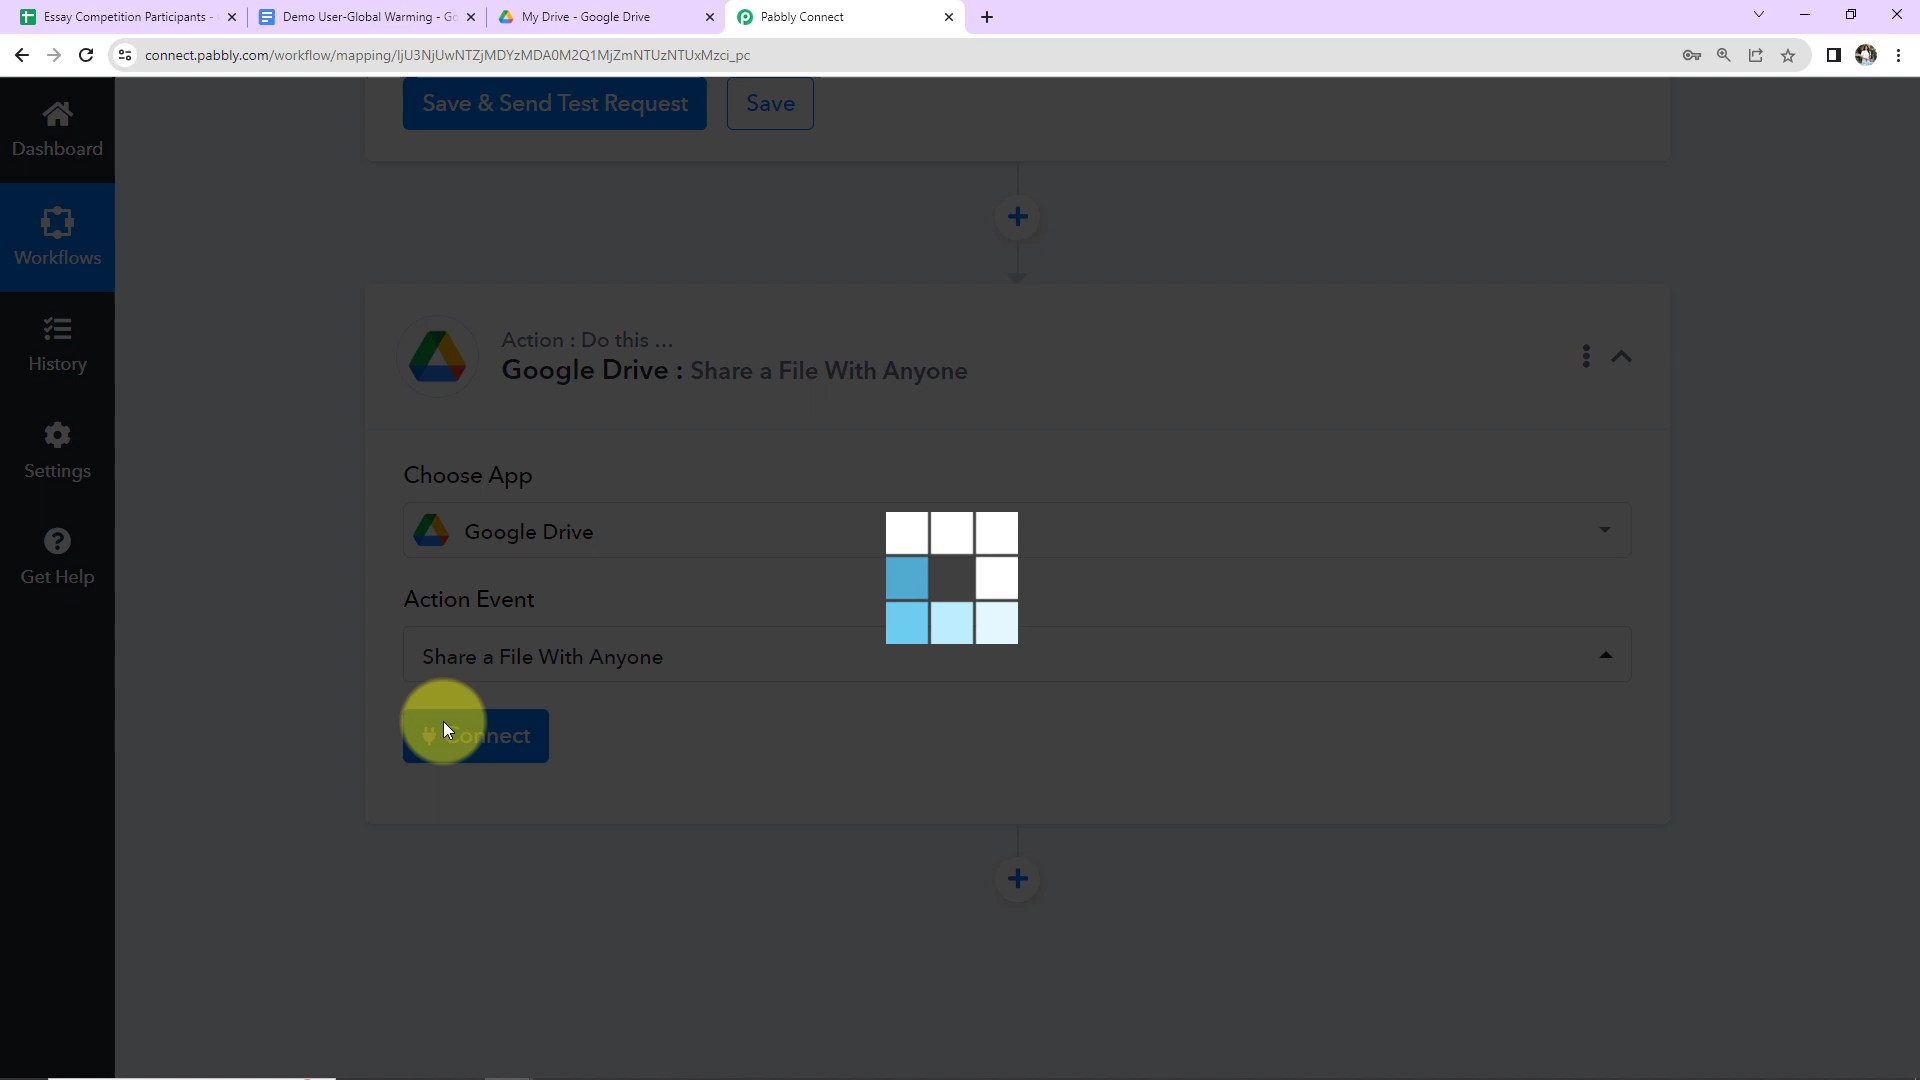 Essay Competition Participants -
Demo User-Global Warming - Go
My Drive - Google Drive
Pabbly Connect
connect.pabbly.com/workflow/mapping/IjU3NjUwNTZjMDYzMDA0M2Q1MjZmNTUzNTUxMzci_pc
Dashboard
Workflows
History
Settings
Get Help
Save & Send Test Request
Save
Action : Do this ...
Google Drive : Share a File With Anyone
Choose App
Google Drive
Action Event
Share a File With Anyone
Connect